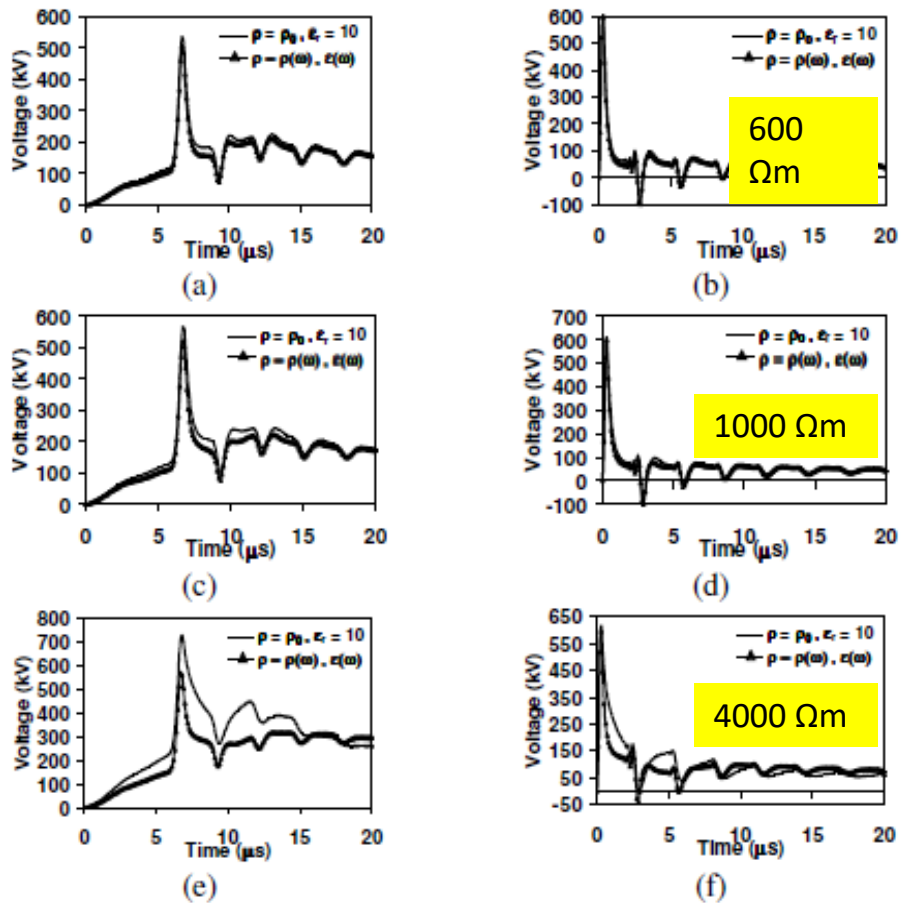 600
500
400
300
200
100
0
Voltage (kV)
ρ = ρ₀ , εᵣ = 10
ρ = ρ(ω) , ε(ω)
0 5 10 15 20
Time (μs)
(a)
600
500
400
300
200
100
0
-100
Voltage (kV)
ρ = ρ₀ , εᵣ = 10
ρ = ρ(ω) , ε(ω)
600
Ωm
0 5 10 15 20
Time (μs)
(b)
600
500
400
300
200
100
0
Voltage (kV)
ρ = ρ₀ , εᵣ = 10
ρ = ρ(ω) , ε(ω)
0 5 10 15 20
Time (μs)
(c)
700
600
500
400
300
200
100
0
-100
Voltage (kV)
ρ = ρ₀ , εᵣ = 10
ρ = ρ(ω) , ε(ω)
1000 Ωm
0 5 10 15 20
Time (μs)
(d)
800
700
600
500
400
300
200
100
0
Voltage (kV)
ρ = ρ₀ , εᵣ = 10
ρ = ρ(ω) , ε(ω)
0 5 10 15 20
Time (μs)
(e)
650
550
450
350
250
150
50
-50
Voltage (kV)
ρ = ρ₀ , εᵣ = 10
ρ = ρ(ω) , ε(ω)
4000 Ωm
0 5 10 15 20
Time (μs)
(f)